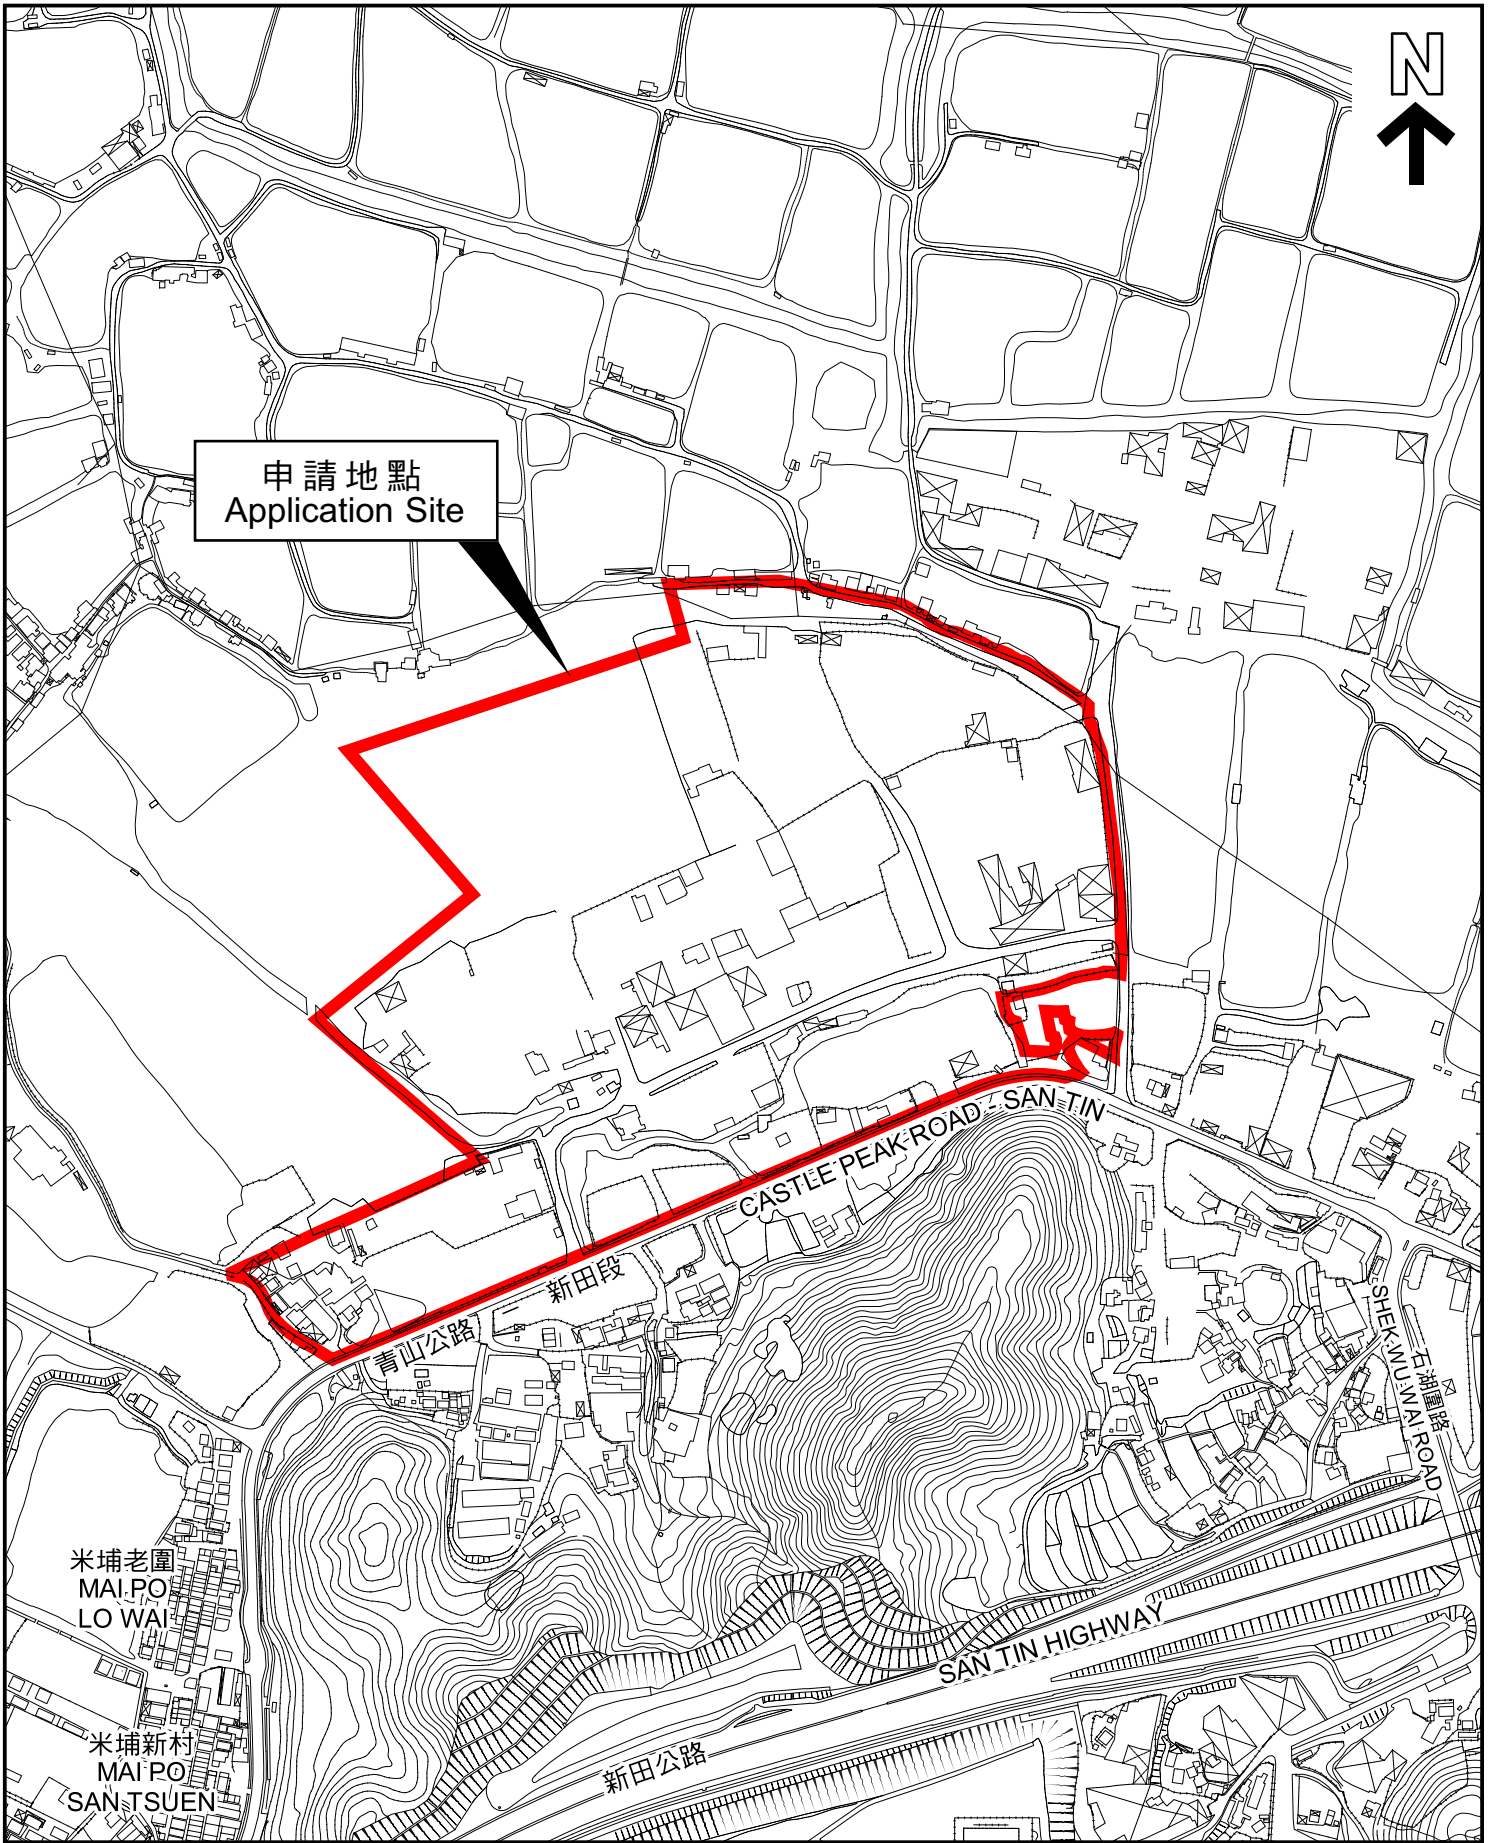 N
申請地點
Application Site
CASTLE PEAK ROAD - SAN TIN
新田段
青山公路
SHEK WU WAI ROAD
石湖圍路
米埔老圍
MAI PO
LO WAI
SAN TIN HIGHWAY
新田公路
米埔新村
MAI PO
SAN TSUEN